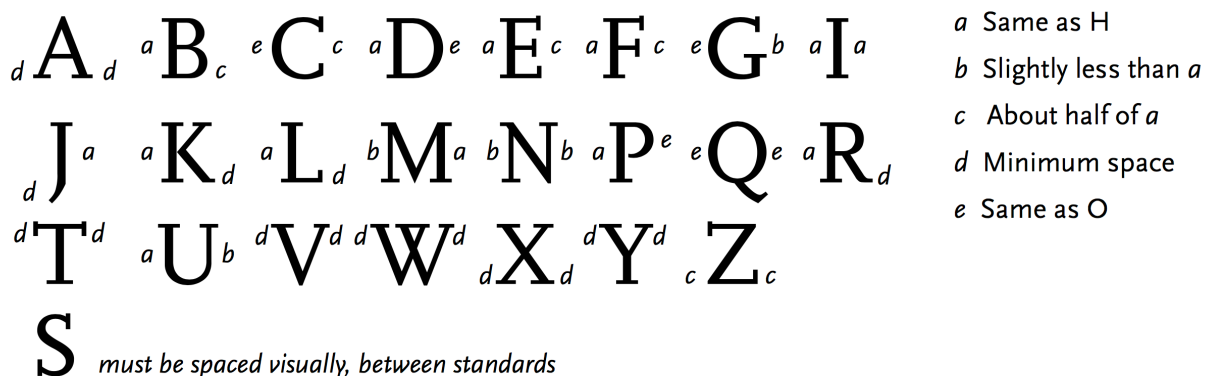 d A d a B c e C c a D e a E c a F c e G b a I a
d J a a K d a L d b M a b N b a P e e Q e a R d
d T d a U b d V d d W d d X d d Y d c Z c
S must be spaced visually, between standards
a Same as H
b Slightly less than a
c About half of a
d Minimum space
e Same as O